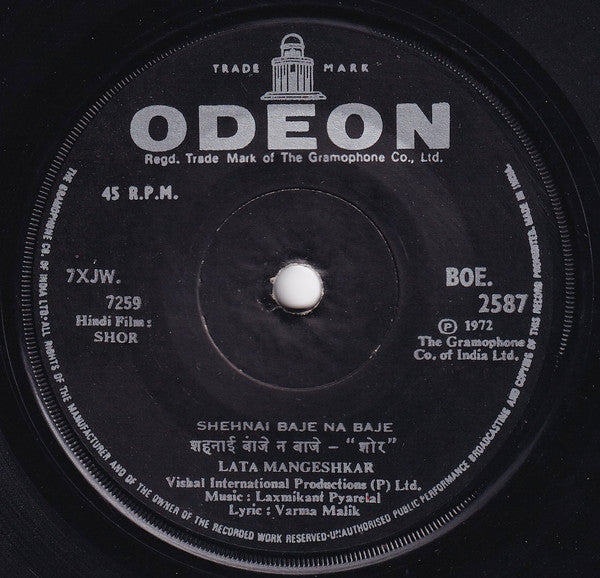 TRADE MARK
ODEON
Regd. Trade Mark of The Gramophone Co., Ltd.
45 R.P.M.
7XJW.
7259
Hindi Film:
SHOR
BOE.
2587
Ⓟ 1972
The Gramophone
Co. of India Ltd.
SHEHNAI BAJE NA BAJE
शहनाई बाजे न बाजे - "शोर"
LATA MANGESHKAR
Vishal International Productions (P) Ltd.
Music : Laxmikant Pyarelal
Lyric : Varma Malik
THE GRAMOPHONE CO. OF INDIA LTD.-ALL RIGHTS OF THE MANUFACTURER AND OF THE OWNER OF THE RECORDED WORK RESERVED-UNAUTHORISED PUBLIC PERFORMANCE BROADCASTING AND COPYING OF THIS RECORD PROHIBITED. MADE IN INDIA.